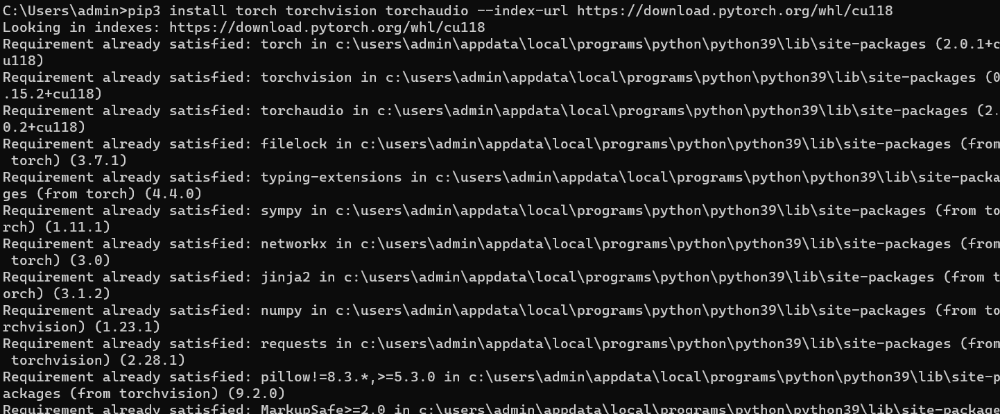 C:\Users\admin>pip3 install torch torchvision torchaudio --index-url https://download.pytorch.org/whl/cu118
Looking in indexes: https://download.pytorch.org/whl/cu118
Requirement already satisfied: torch in c:\users\admin\appdata\local\programs\python\python39\lib\site-packages (2.0.1+c
u118)
Requirement already satisfied: torchvision in c:\users\admin\appdata\local\programs\python\python39\lib\site-packages (0
.15.2+cu118)
Requirement already satisfied: torchaudio in c:\users\admin\appdata\local\programs\python\python39\lib\site-packages (2.
0.2+cu118)
Requirement already satisfied: filelock in c:\users\admin\appdata\local\programs\python\python39\lib\site-packages (from
 torch) (3.7.1)
Requirement already satisfied: typing-extensions in c:\users\admin\appdata\local\programs\python\python39\lib\site-packa
ges (from torch) (4.4.0)
Requirement already satisfied: sympy in c:\users\admin\appdata\local\programs\python\python39\lib\site-packages (from to
rch) (1.11.1)
Requirement already satisfied: networkx in c:\users\admin\appdata\local\programs\python\python39\lib\site-packages (from
 torch) (3.0)
Requirement already satisfied: jinja2 in c:\users\admin\appdata\local\programs\python\python39\lib\site-packages (from t
orch) (3.1.2)
Requirement already satisfied: numpy in c:\users\admin\appdata\local\programs\python\python39\lib\site-packages (from to
rchvision) (1.23.1)
Requirement already satisfied: requests in c:\users\admin\appdata\local\programs\python\python39\lib\site-packages (from
 torchvision) (2.28.1)
Requirement already satisfied: pillow!=8.3.*,>=5.3.0 in c:\users\admin\appdata\local\programs\python\python39\lib\site-p
ackages (from torchvision) (9.2.0)
Requirement already satisfied: MarkupSafe>=2.0 in c:\users\admin\appdata\local\programs\python\python39\lib\site-package